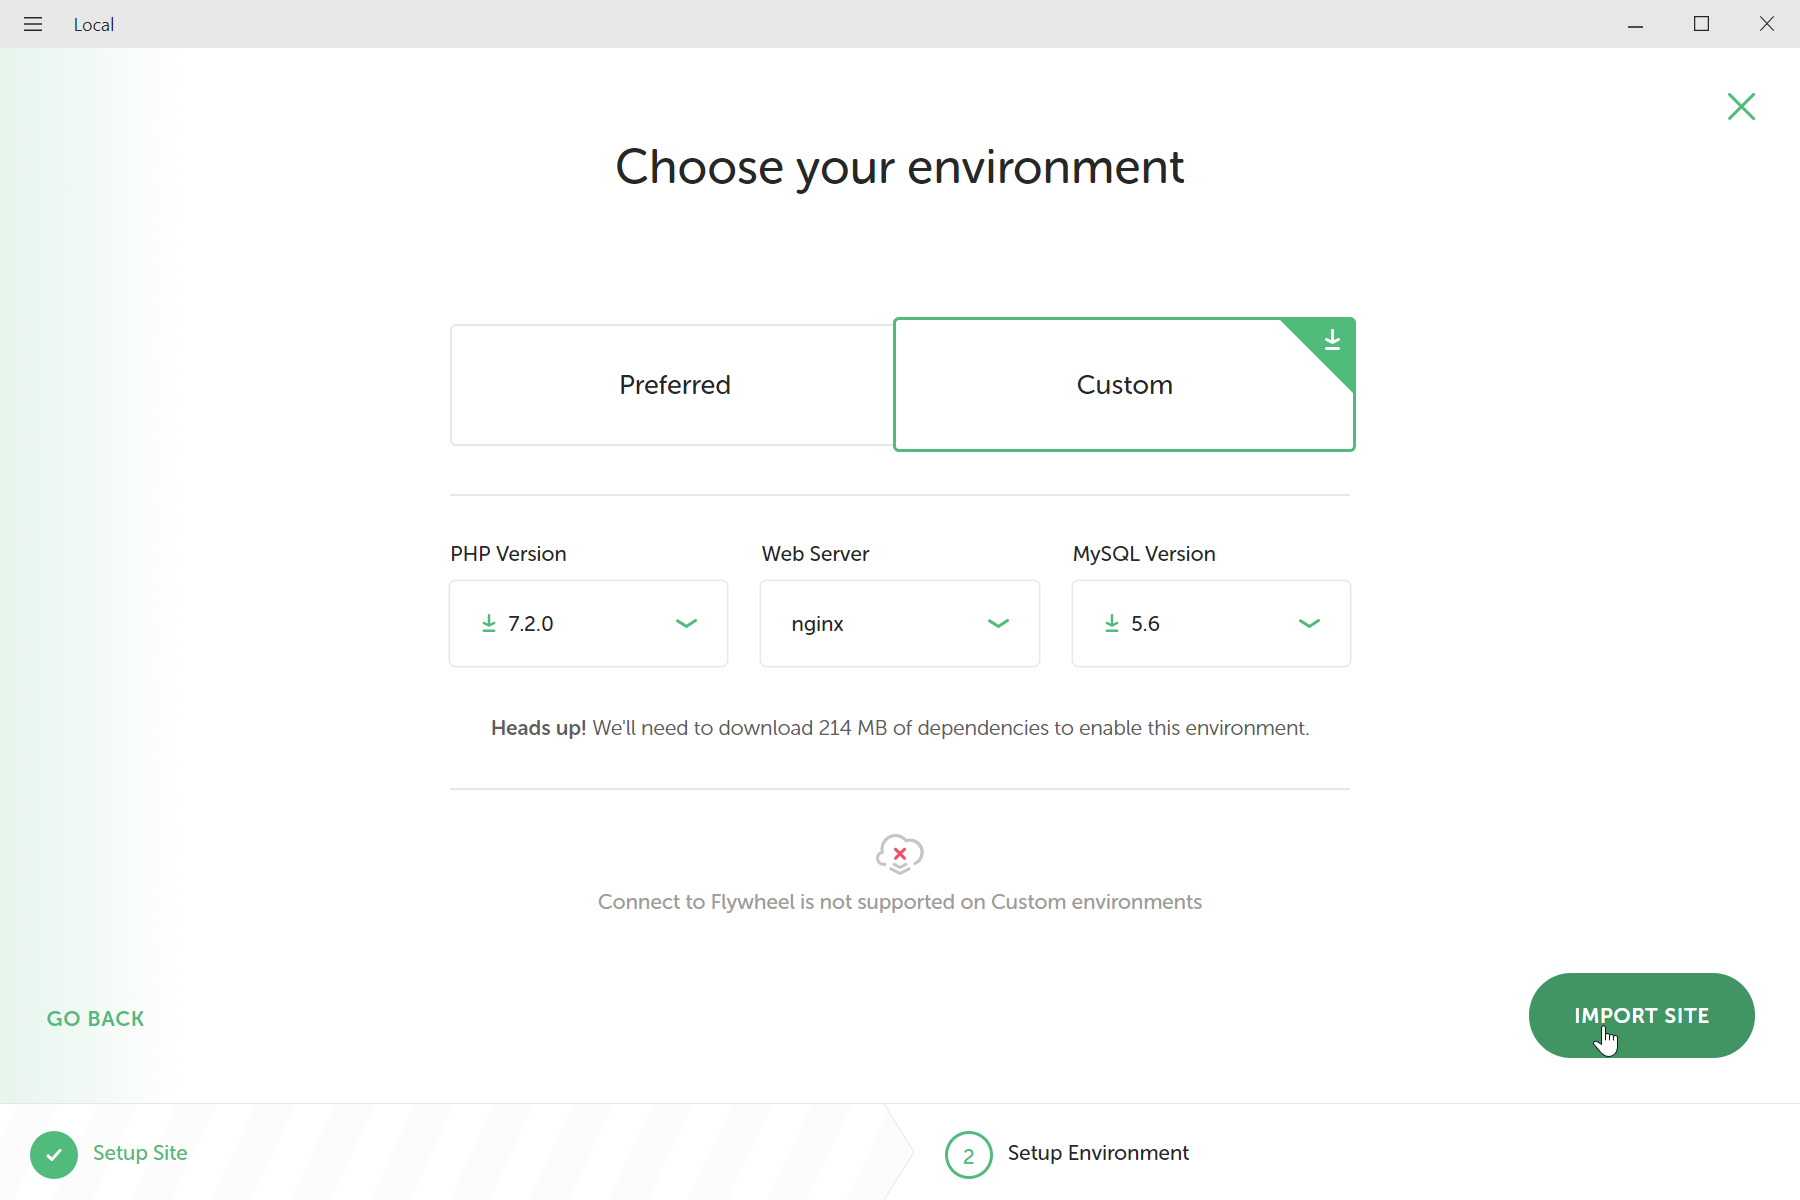 Local
Choose your environment
Preferred
Custom
PHP Version
Web Server
MySQL Version
7.2.0
nginx
5.6
Heads up! We'll need to download 214 MB of dependencies to enable this environment.
Connect to Flywheel is not supported on Custom environments
GO BACK
IMPORT SITE
Setup Site
2
Setup Environment